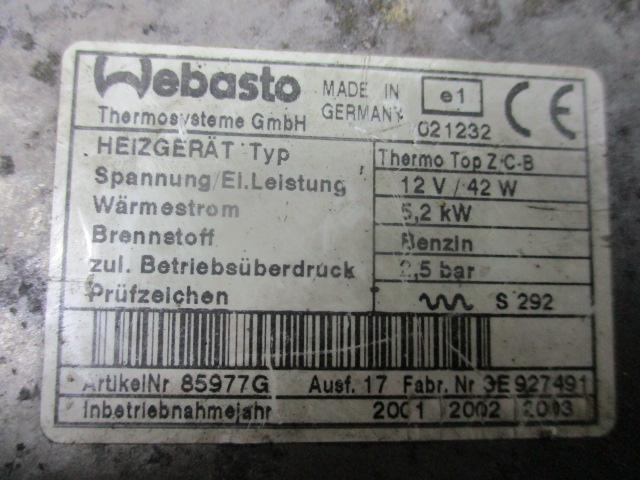 Webasto
Thermosysteme GmbH
MADE IN
GERMANY
e1
021232
CE
HEIZGERÄT Typ Thermo Top Z/C-B
Spannung/El.Leistung 12 V / 42 W
Wärmestrom 5,2 kW
Brennstoff Benzin
zul. Betriebsüberdruck 2,5 bar
Prüfzeichen S 292
ArtikelNr 85977G Ausf. 17 Fabr. Nr 3E 927491
Inbetriebnahmejahr 2001 2002 2003